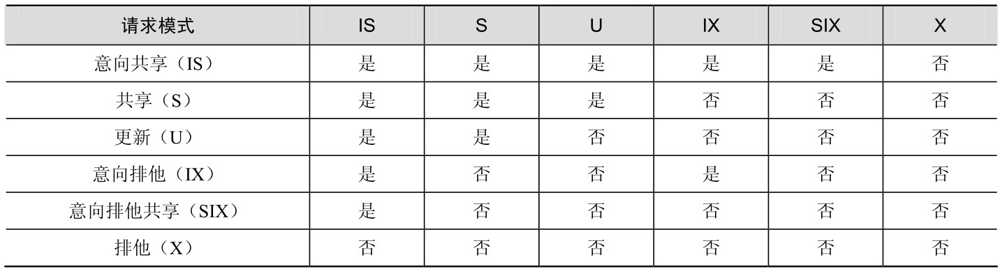 请求模式 IS S U IX SIX X
意向共享（IS） 是 是 是 是 是 否
共享（S） 是 是 是 否 否 否
更新（U） 是 是 否 否 否 否
意向排他（IX） 是 否 否 是 否 否
意向排他共享（SIX） 是 否 否 否 否 否
排他（X） 否 否 否 否 否 否